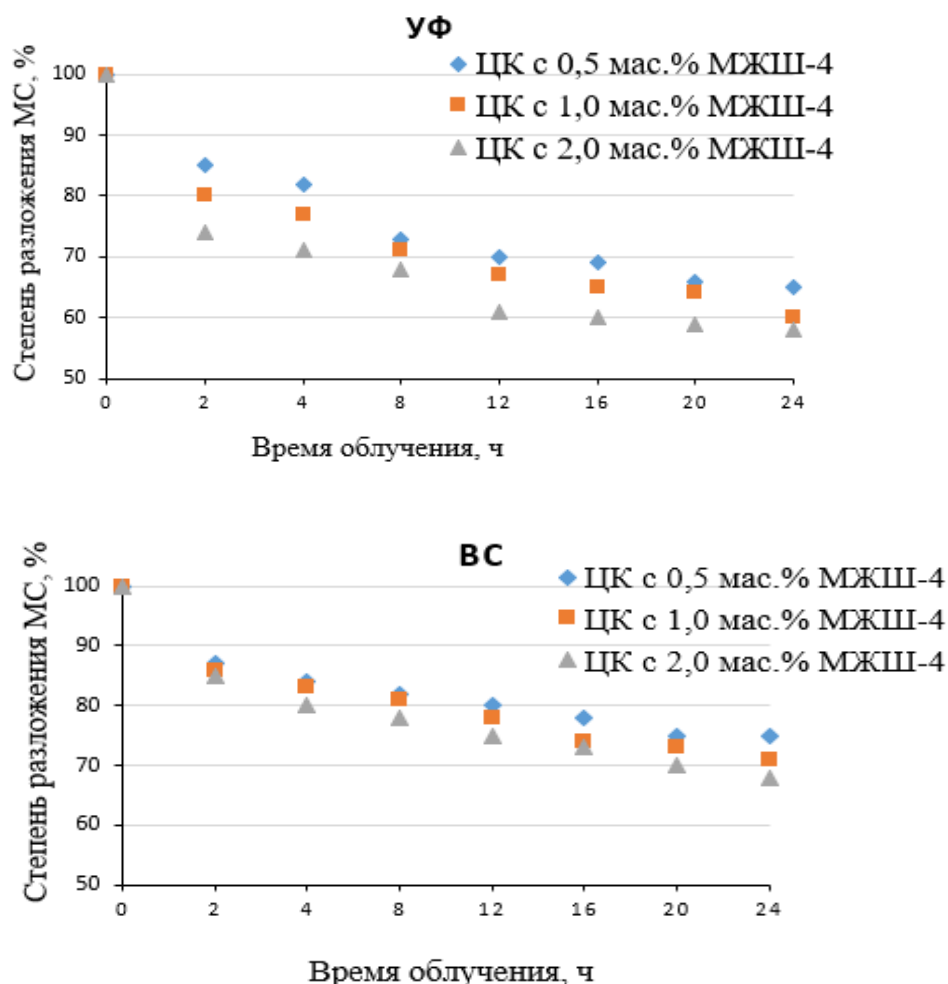 УФ
Степень разложения МС, %
ЦК с 0,5 мас.% МЖШ-4
ЦК с 1,0 мас.% МЖШ-4
ЦК с 2,0 мас.% МЖШ-4
100
90
80
70
60
50
0 2 4 8 12 16 20 24
Время облучения, ч
ВС
Степень разложения МС, %
ЦК с 0,5 мас.% МЖШ-4
ЦК с 1,0 мас.% МЖШ-4
ЦК с 2,0 мас.% МЖШ-4
100
90
80
70
60
50
0 2 4 8 12 16 20 24
Время облучения, ч